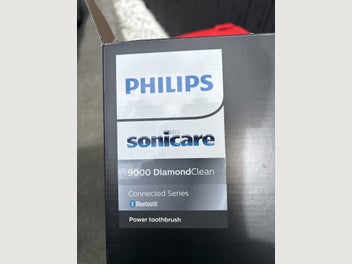 PHILIPS
sonicare
9000 DiamondClean
Connected Series
Bluetooth®
Power toothbrush